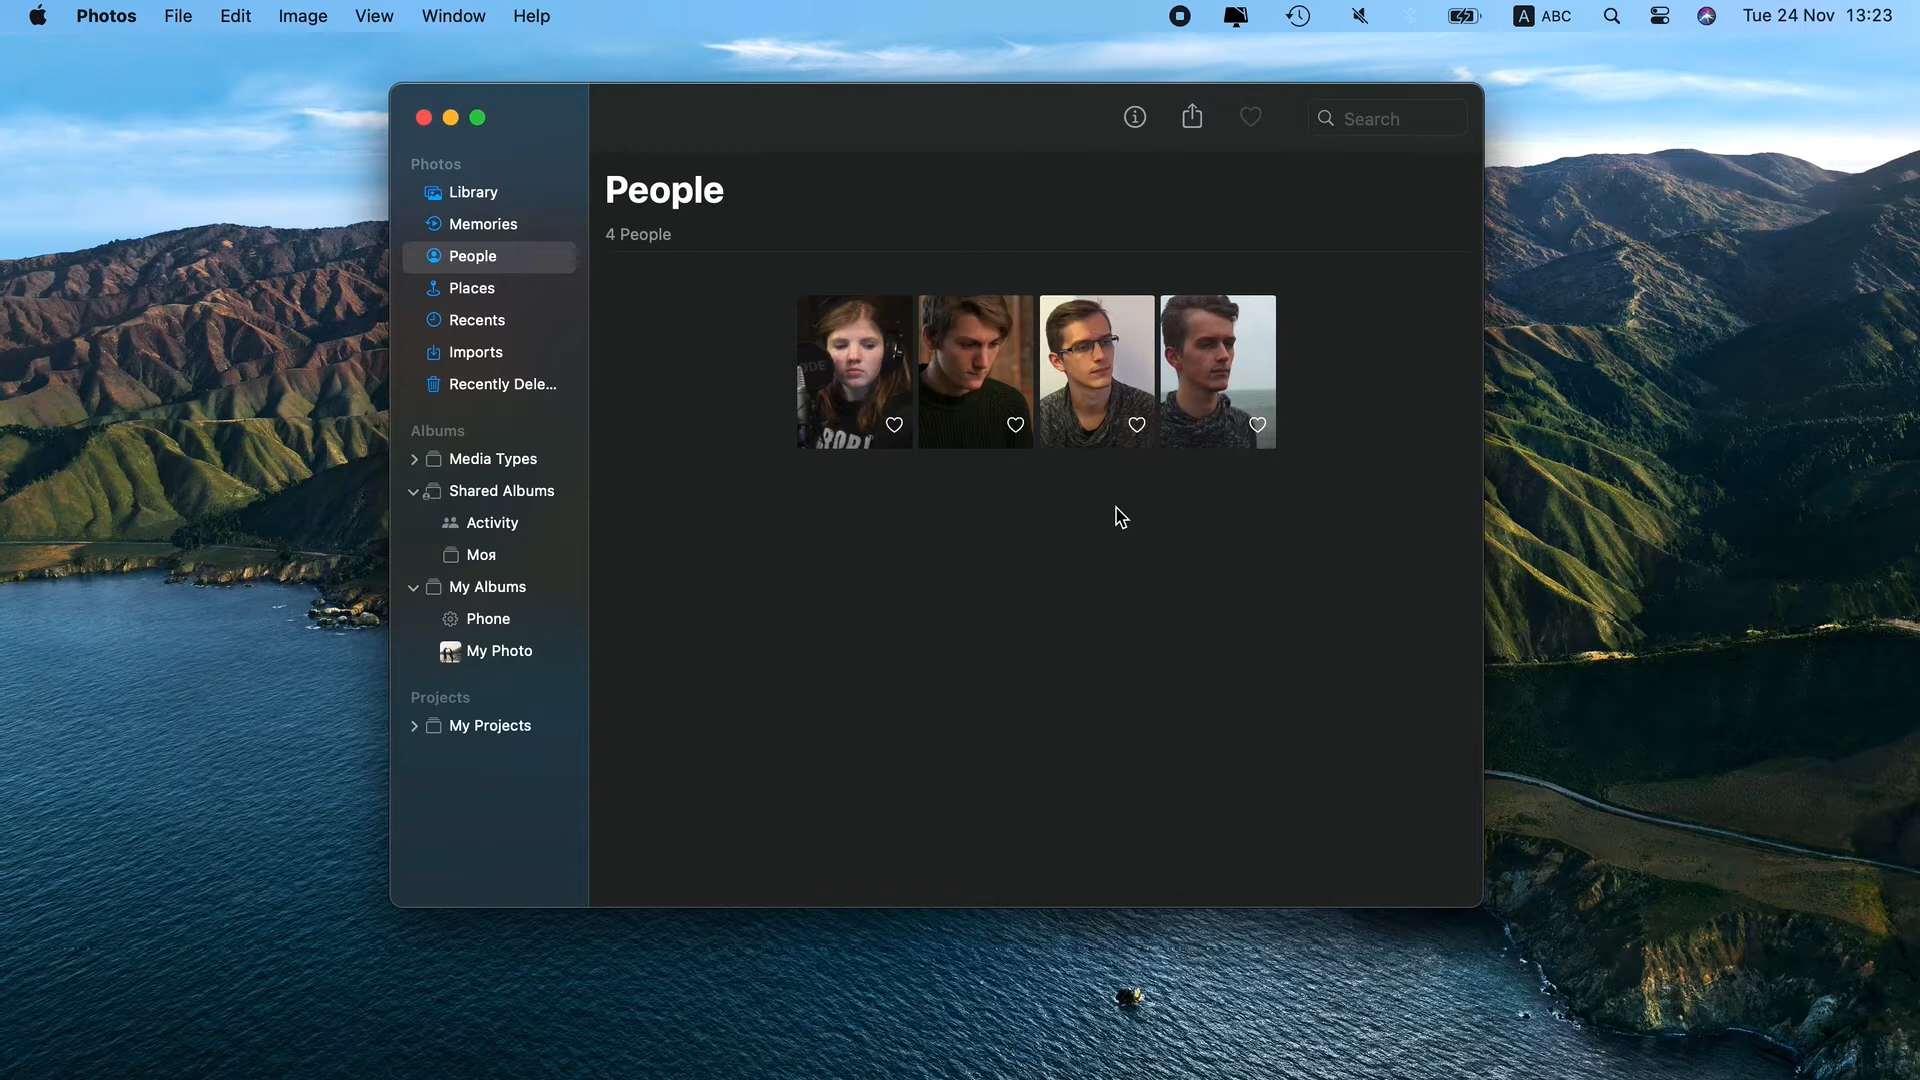 Photos File Edit Image View Window Help A ABC Tue 24 Nov 13:23
Search
Photos
Library
Memories
People
Places
Recents
Imports
Recently Dele...
Albums
Media Types
Shared Albums
Activity
Моя
My Albums
Phone
My Photo
Projects
My Projects
People
4 People